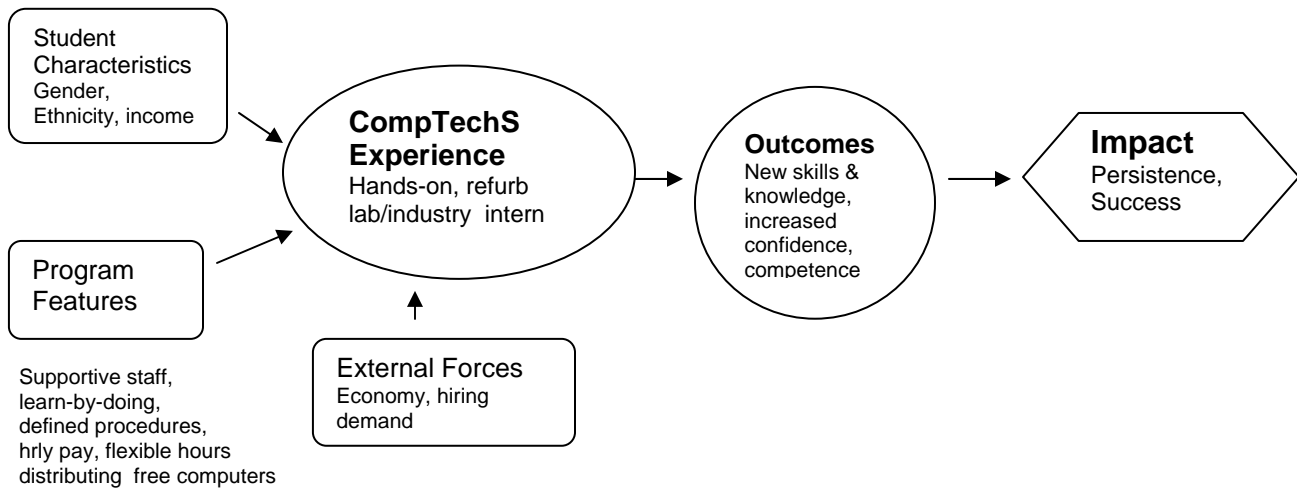 Student
Characteristics
Gender,
Ethnicity, income
CompTechS
Experience
Hands-on, refurb
lab/industry intern
Outcomes
New skills &
knowledge,
increased
confidence,
competence
Impact
Persistence,
Success
Program
Features
Supportive staff,
learn-by-doing,
defined procedures,
hrly pay, flexible hours
distributing free computers
External Forces
Economy, hiring
demand